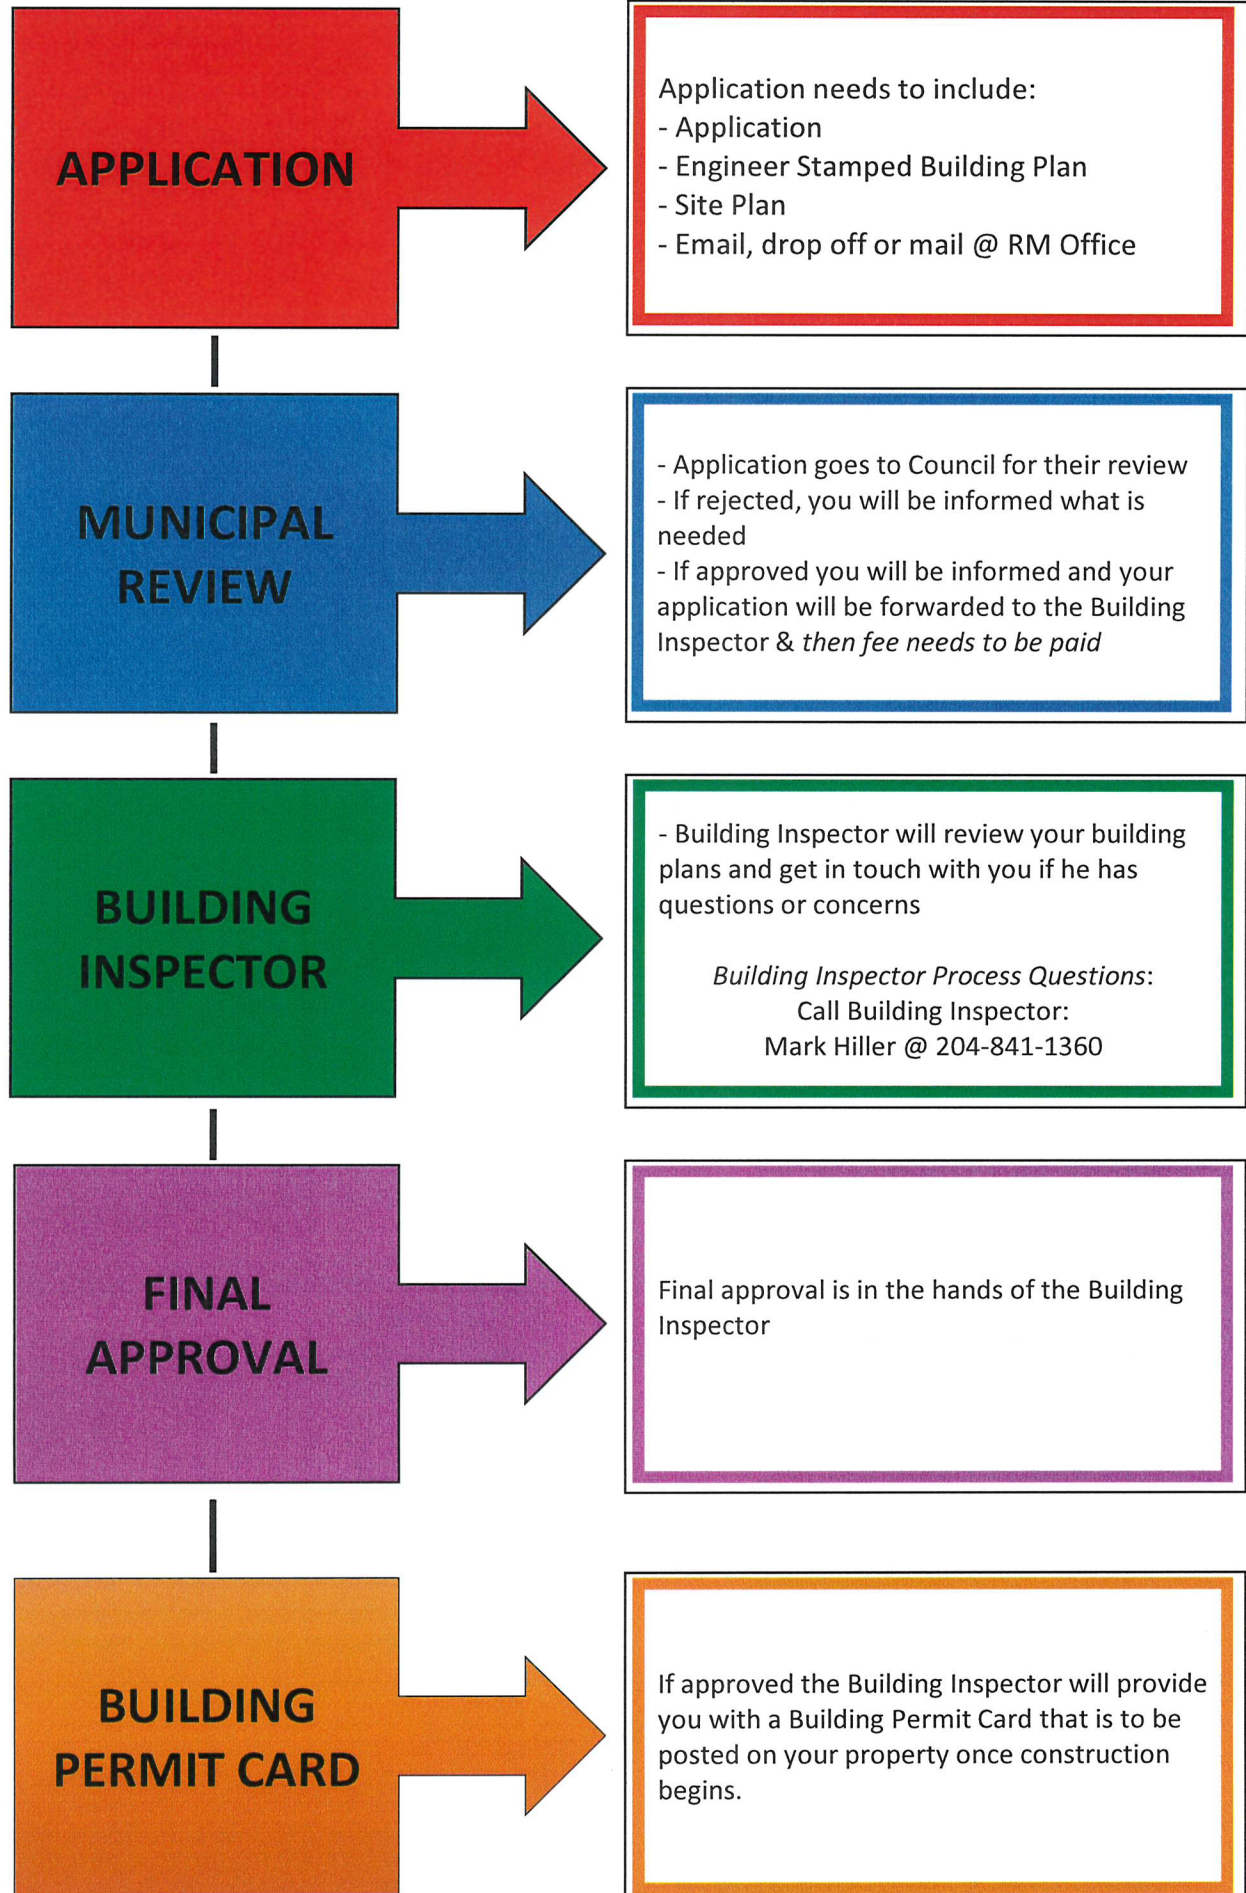 APPLICATION
Application needs to include:
- Application
- Engineer Stamped Building Plan
- Site Plan
- Email, drop off or mail @ RM Office
MUNICIPAL
REVIEW
- Application goes to Council for their review
- If rejected, you will be informed what is
needed
- If approved you will be informed and your
application will be forwarded to the Building
Inspector & then fee needs to be paid
BUILDING
INSPECTOR
- Building Inspector will review your building
plans and get in touch with you if he has
questions or concerns
Building Inspector Process Questions:
Call Building Inspector:
Mark Hiller @ 204-841-1360
FINAL
APPROVAL
Final approval is in the hands of the Building
Inspector
BUILDING
PERMIT CARD
If approved the Building Inspector will provide
you with a Building Permit Card that is to be
posted on your property once construction
begins.